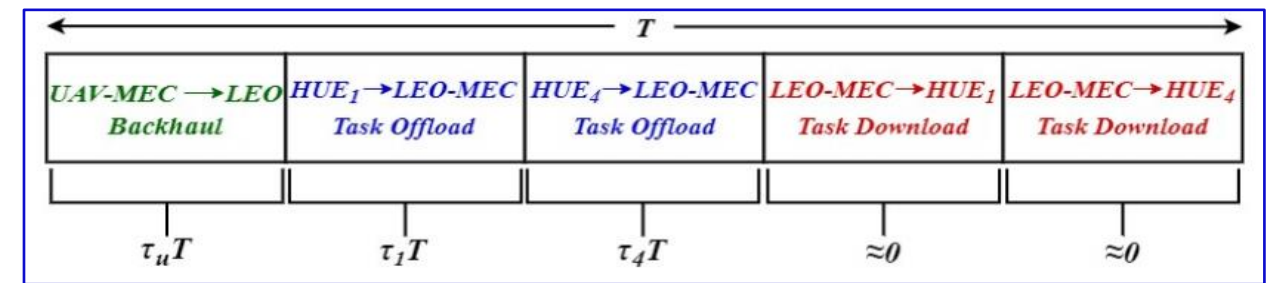 T
UAV-MEC →LEO HUE₁→LEO-MEC HUE₄→LEO-MEC LEO-MEC→HUE₁ LEO-MEC→HUE₄
Backhaul Task Offload Task Offload Task Download Task Download
τᵤT τ₁T τ₄T ≈0 ≈0